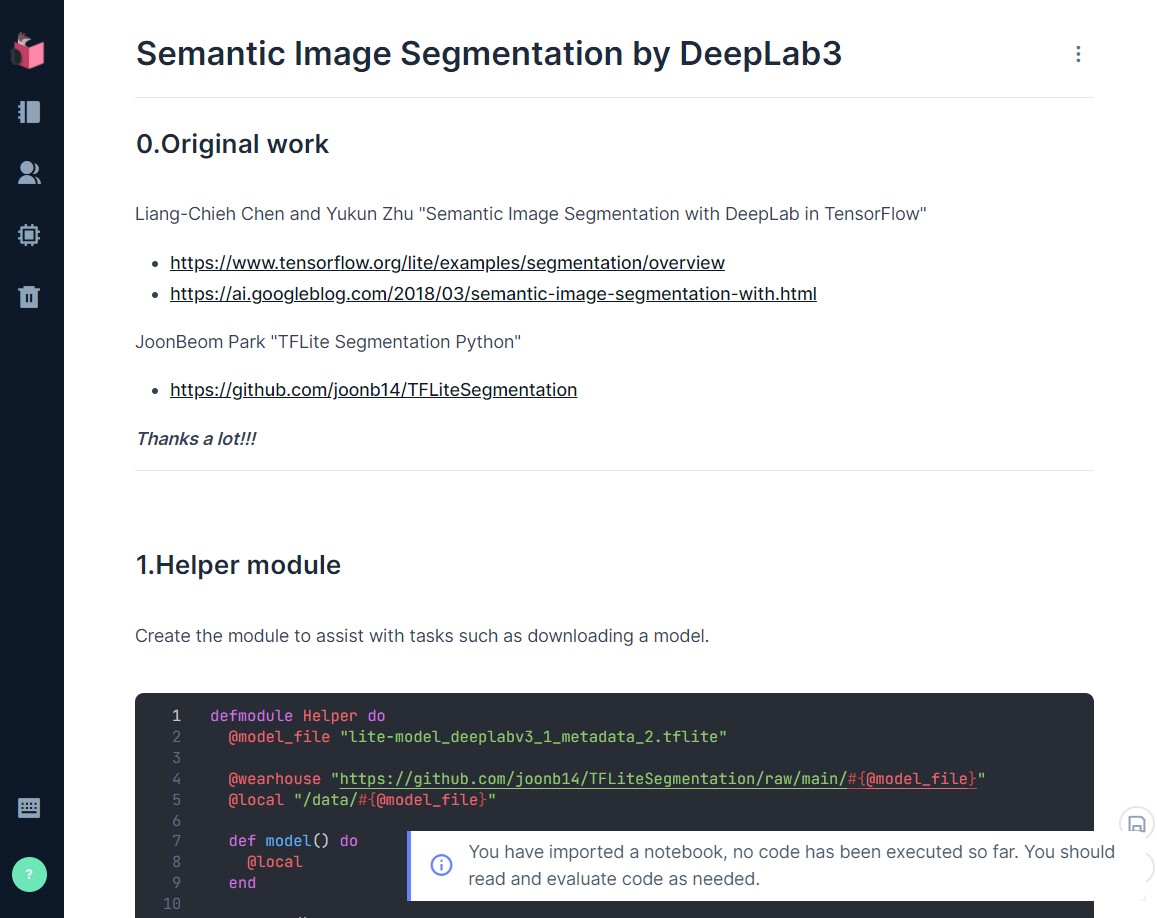 Semantic Image Segmentation by DeepLab3
0.Original work
Liang-Chieh Chen and Yukun Zhu "Semantic Image Segmentation with DeepLab in TensorFlow"
https://www.tensorflow.org/lite/examples/segmentation/overview
https://ai.googleblog.com/2018/03/semantic-image-segmentation-with.html
JoonBeom Park "TFLite Segmentation Python"
https://github.com/joonb14/TFLiteSegmentation
Thanks a lot!!!
1.Helper module
Create the module to assist with tasks such as downloading a model.
1 defmodule Helper do
2 @model_file "lite-model_deeplabv3_1_metadata_2.tflite"
3
4 @wearhouse "https://github.com/joonb14/TFLiteSegmentation/raw/main/#{@model_file}"
5 @local "/data/#{@model_file}"
6
7 def model() do
8 @local
9 end
10
You have imported a notebook, no code has been executed so far. You should
read and evaluate code as needed.
?